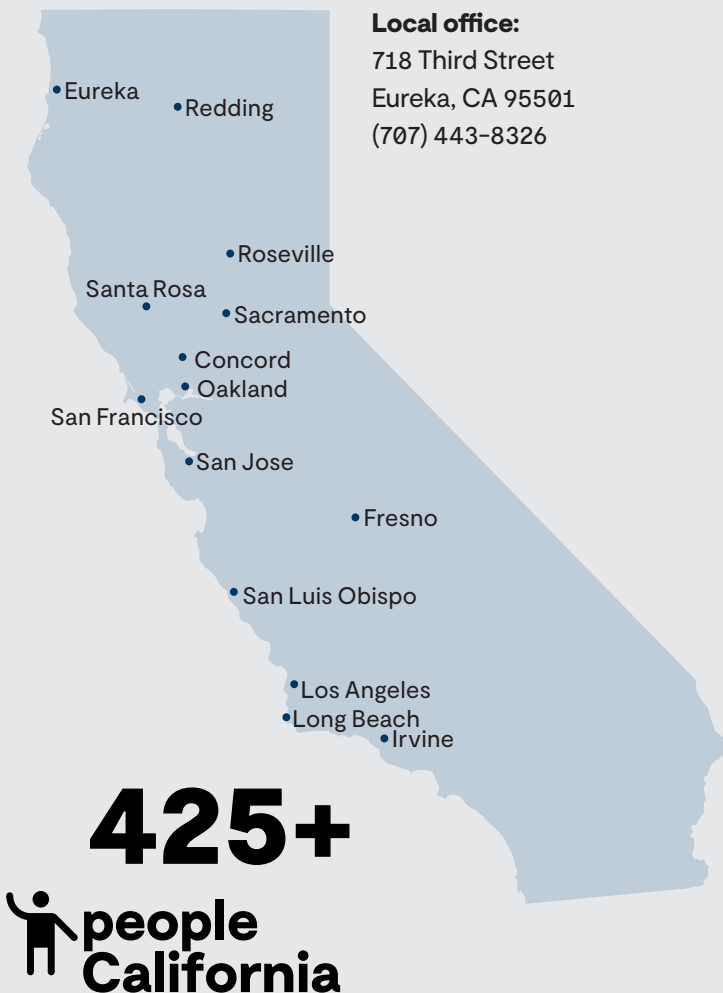 Local office:
718 Third Street
Eureka, CA 95501
(707) 443-8326
Eureka
Redding
Roseville
Santa Rosa
Sacramento
Concord
Oakland
San Francisco
San Jose
Fresno
San Luis Obispo
Los Angeles
Long Beach
Irvine
425+
people
California